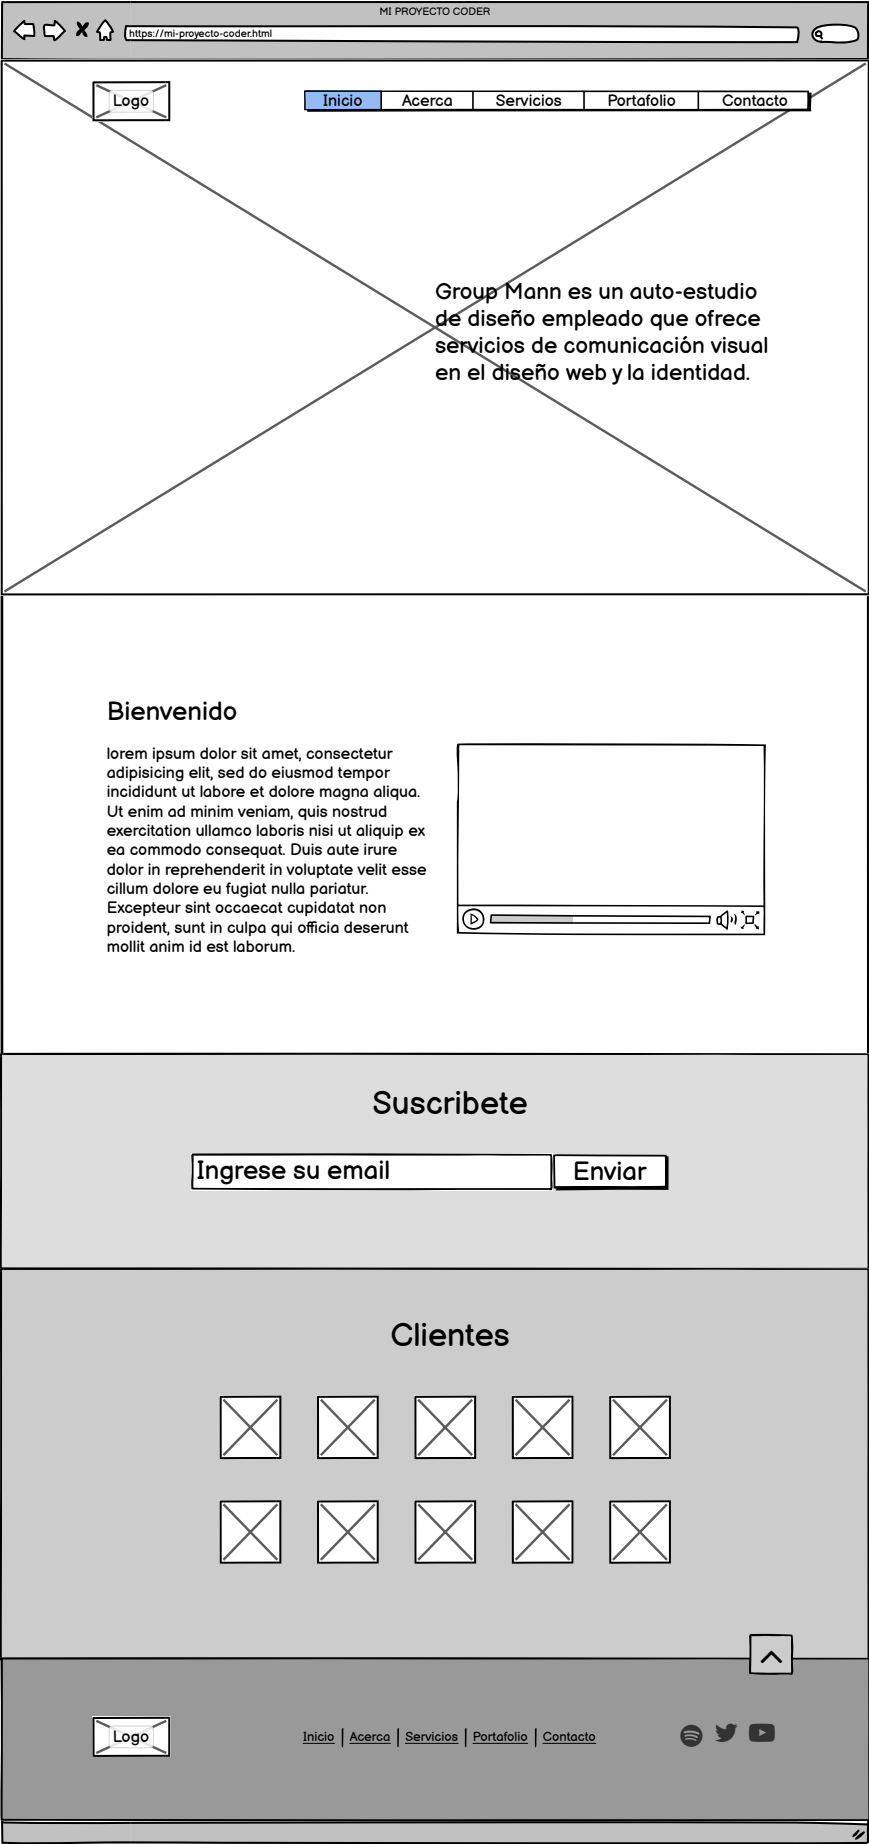 MI PROYECTO CODER
https://mi-proyecto-coder.html
Logo
Inicio Acerca Servicios Portafolio Contacto
Group Mann es un auto-estudio
de diseño empleado que ofrece
servicios de comunicación visual
en el diseño web y la identidad.
Bienvenido
lorem ipsum dolor sit amet, consectetur
adipisicing elit, sed do eiusmod tempor
incididunt ut labore et dolore magna aliqua.
Ut enim ad minim veniam, quis nostrud
exercitation ullamco laboris nisi ut aliquip ex
ea commodo consequat. Duis aute irure
dolor in reprehenderit in voluptate velit esse
cillum dolore eu fugiat nulla pariatur.
Excepteur sint occaecat cupidatat non
proident, sunt in culpa qui officia deserunt
mollit anim id est laborum.
Suscribete
Ingrese su email
Enviar
Clientes
Logo
Inicio | Acerca | Servicios | Portafolio | Contacto